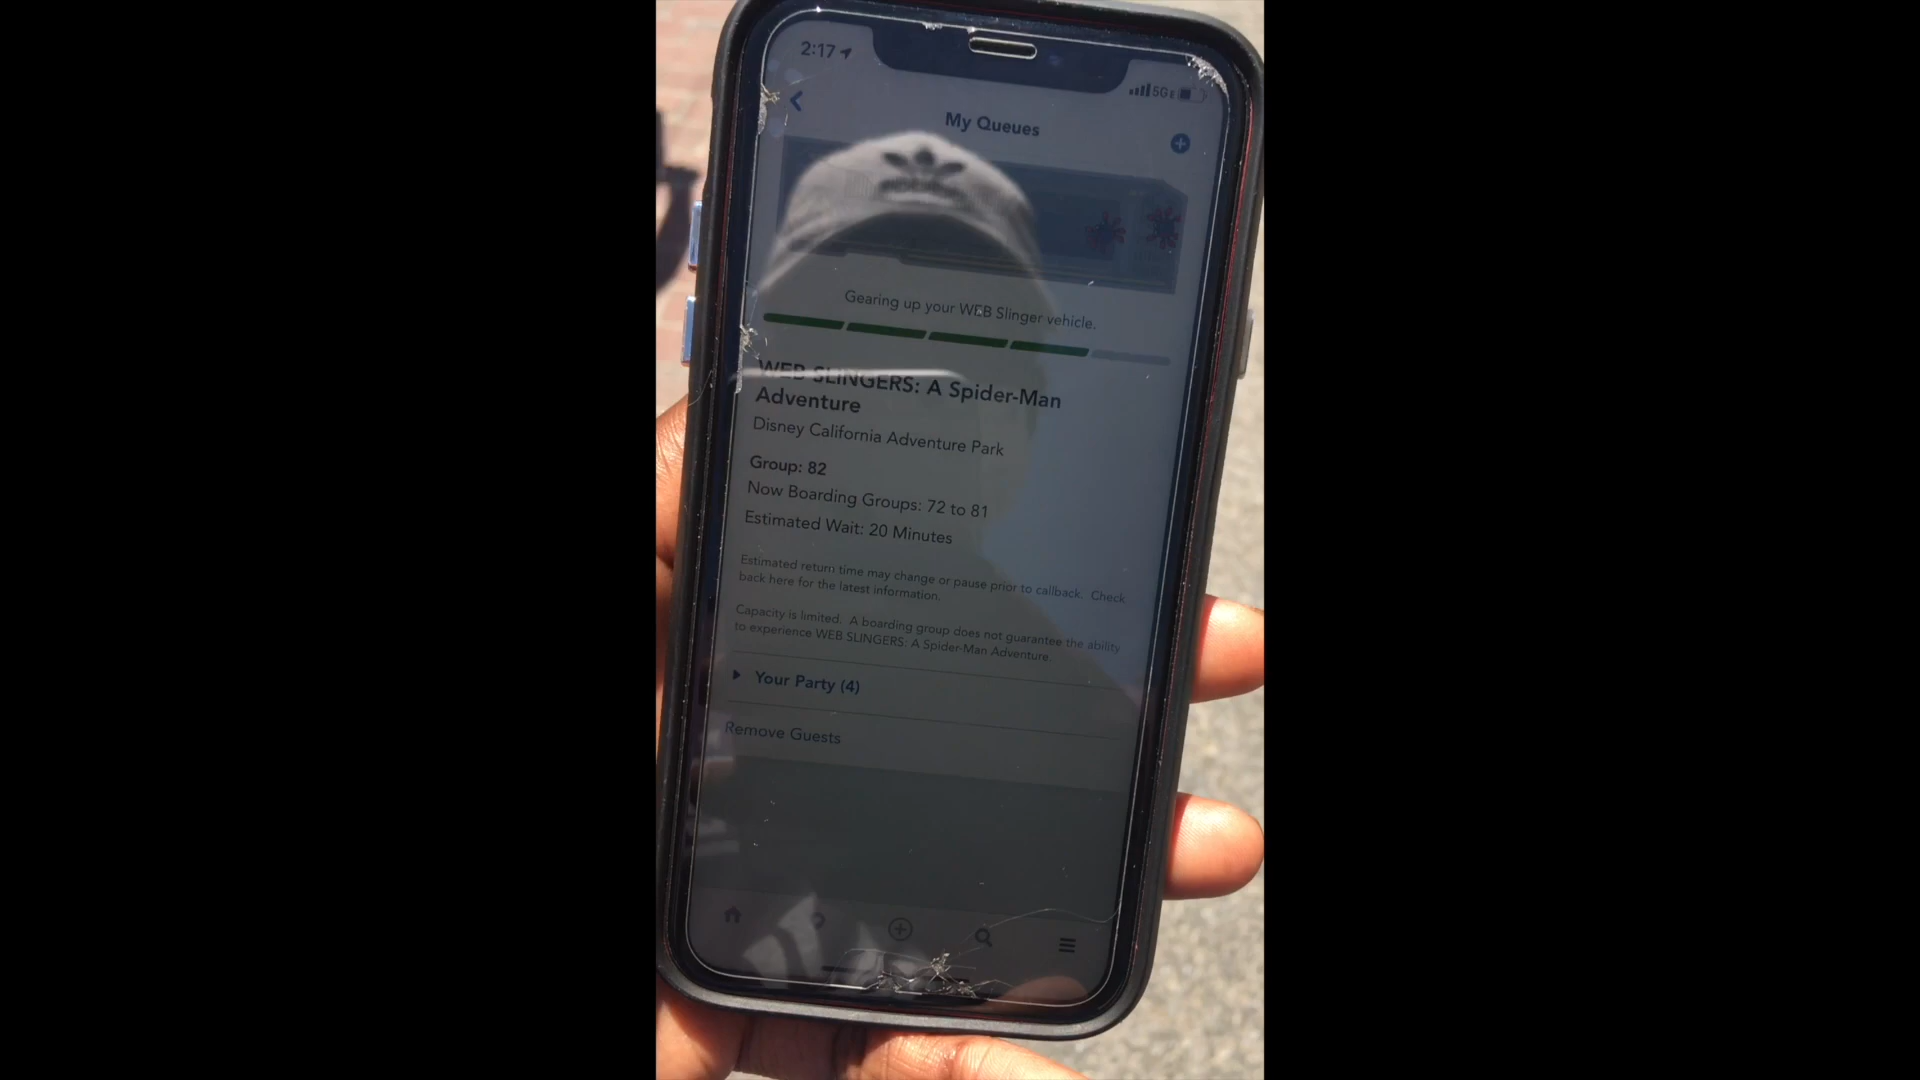 2:17
5GE
My Queues
Gearing up your WEB Slinger vehicle.
WEB SLINGERS: A Spider-Man
Adventure
Disney California Adventure Park
Group: 82
Now Boarding Groups: 72 to 81
Estimated Wait: 20 Minutes
Estimated return time may change or pause prior to callback. Check
back here for the latest information.
Capacity is limited. A boarding group does not guarantee the ability
to experience WEB SLINGERS: A Spider-Man Adventure.
Your Party (4)
Remove Guests